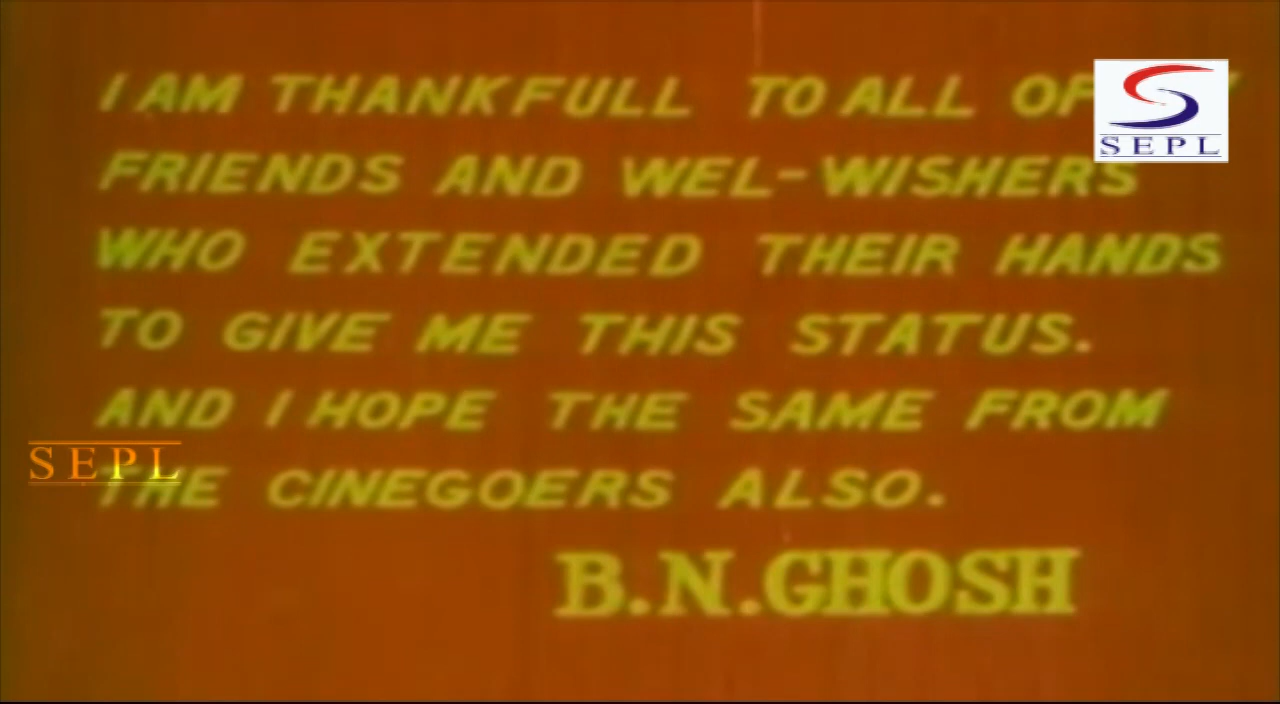 I AM THANKFULL TO ALL OF
SEPL
FRIENDS AND WEL-WISHERS
WHO EXTENDED THEIR HANDS
TO GIVE ME THIS STATUS.
AND I HOPE THE SAME FROM
SEPL
THE CINEGOERS ALSO.
B.N.GHOSH